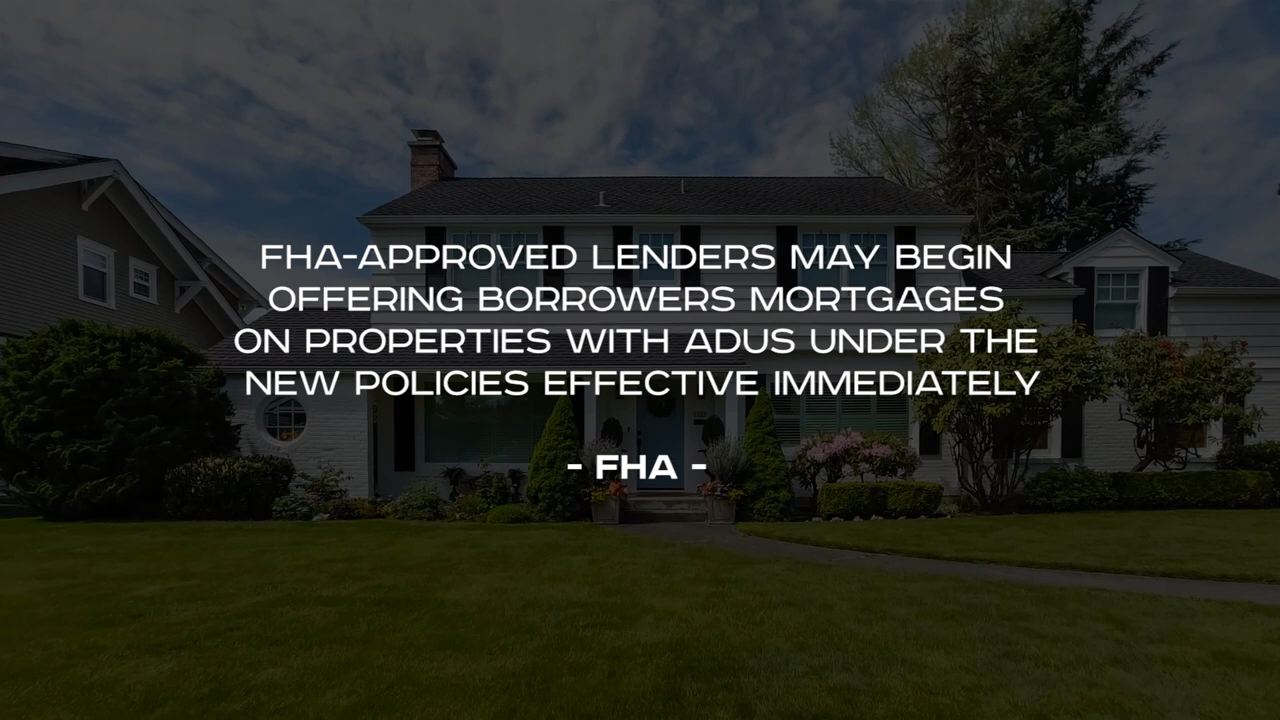 FHA-APPROVED LENDERS MAY BEGIN
OFFERING BORROWERS MORTGAGES
ON PROPERTIES WITH ADUS UNDER THE
NEW POLICIES EFFECTIVE IMMEDIATELY
- FHA -